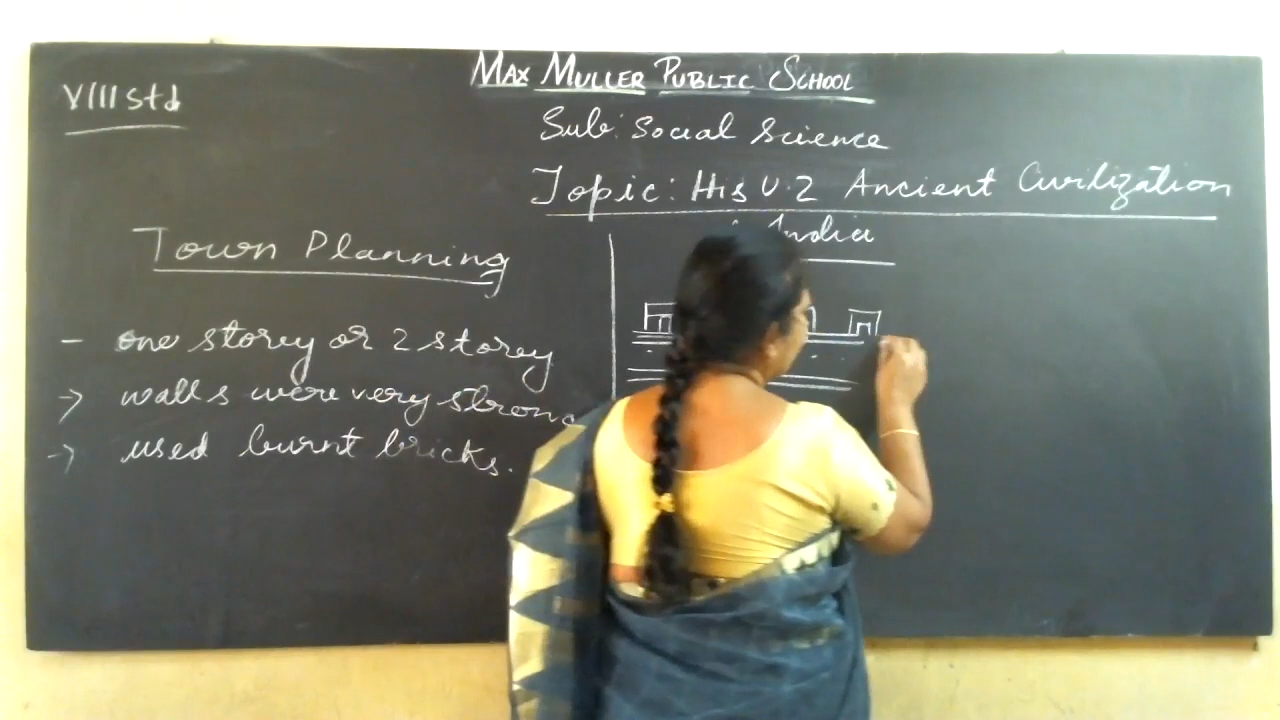 MAX MULLER PUBLIC SCHOOL
VIII std
Sub: Social Science
Topic: His U.2 Ancient Civilization
India
Town Planning
- one storey or 2 storey
→ walls were very strong
→ used burnt bricks.